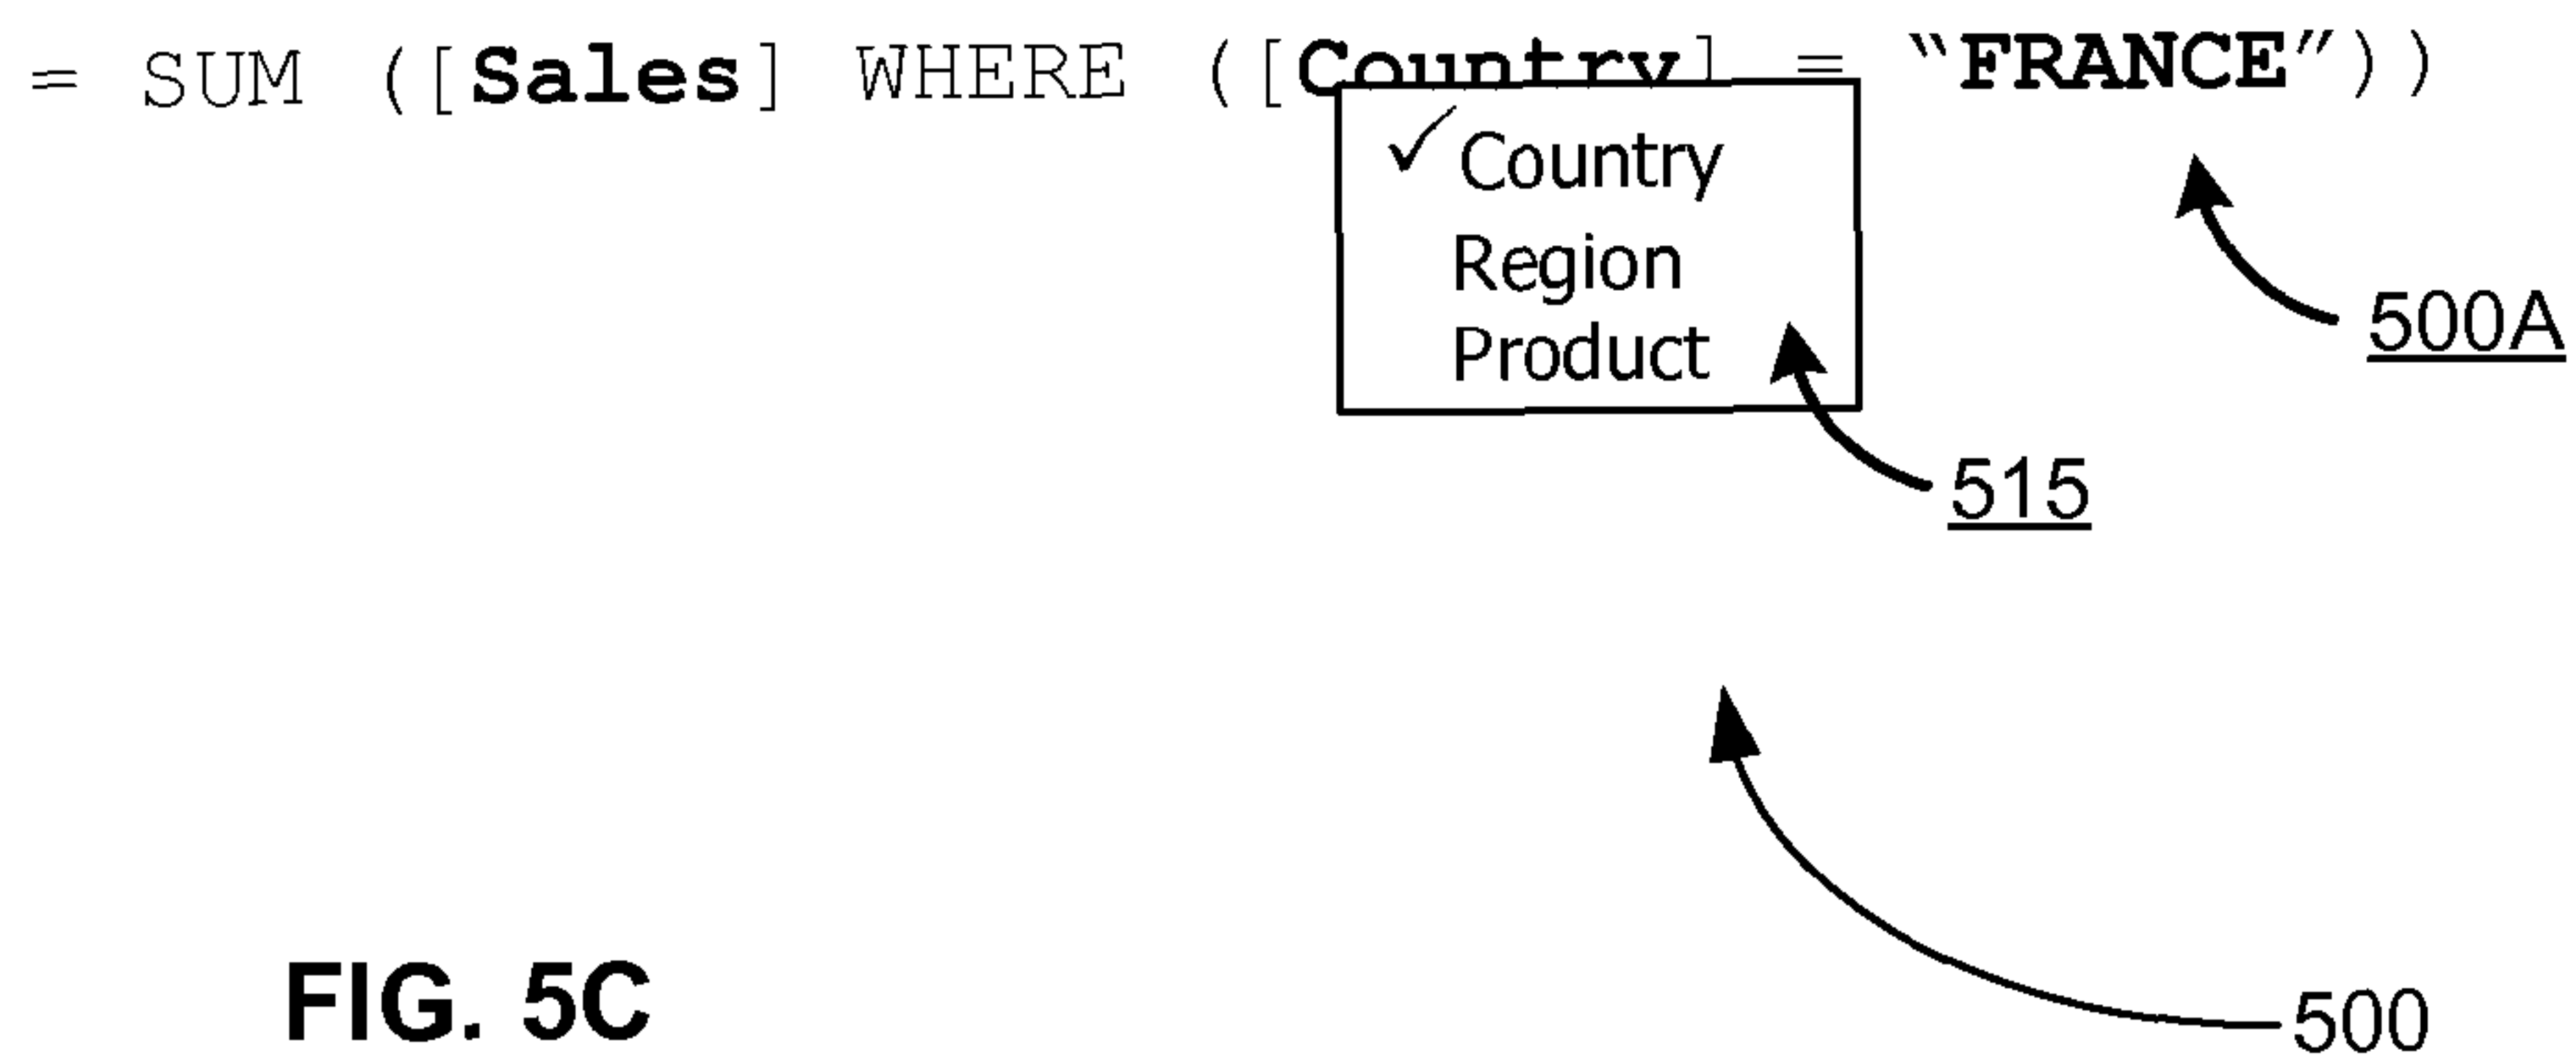 = SUM ([Sales] WHERE ([Country] = “FRANCE”))
✓ Country
Region
Product
500A
515
500
FIG. 5C